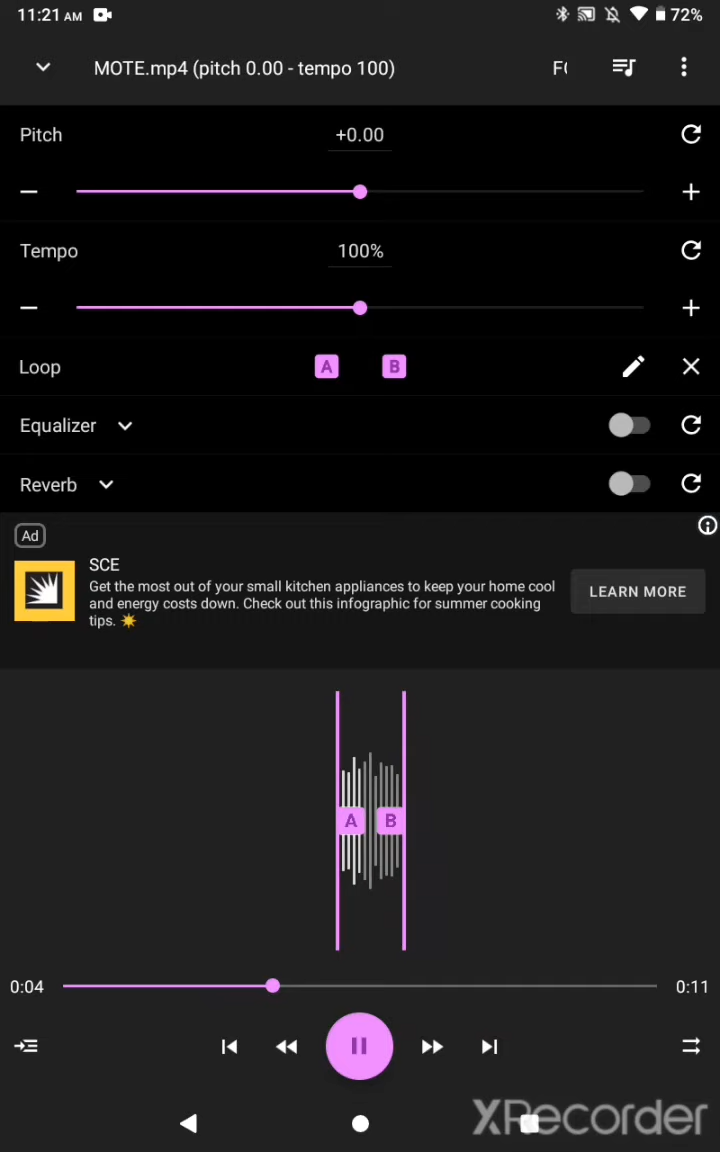 11:21 AM 72%
MOTE.mp4 (pitch 0.00 - tempo 100)
Pitch +0.00
Tempo 100%
Loop A B
Equalizer
Reverb
Ad
SCE
Get the most out of your small kitchen appliances to keep your home cool
and energy costs down. Check out this infographic for summer cooking
tips. ☀️
LEARN MORE
A B
0:04 0:11
XRecorder